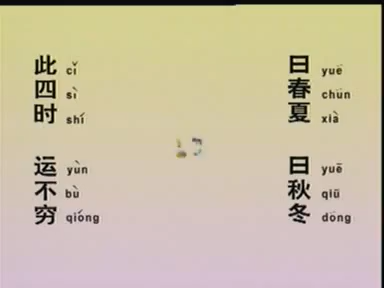 曰春夏
yuē chūn xià
曰秋冬
yuē qiū dōng
此四时
cǐ sì shí
运不穷
yùn bù qióng